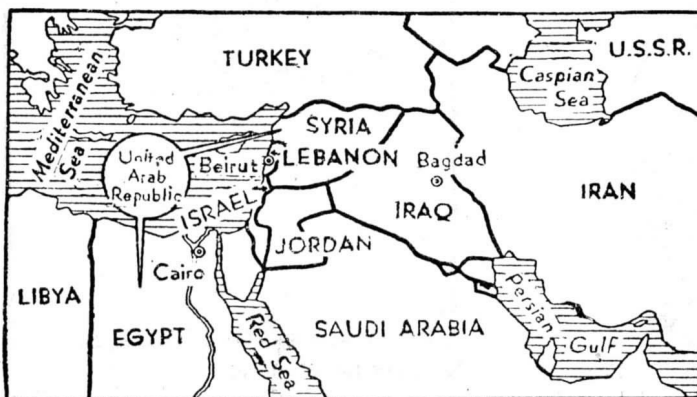 TURKEY
U.S.S.R.
Caspian
Sea
Mediterranean
Sea
SYRIA
United
Arab
Republic
Beirut
LEBANON
Bagdad
ISRAEL
IRAQ
IRAN
JORDAN
Cairo
LIBYA
EGYPT
Red Sea
SAUDI ARABIA
Persian
Gulf